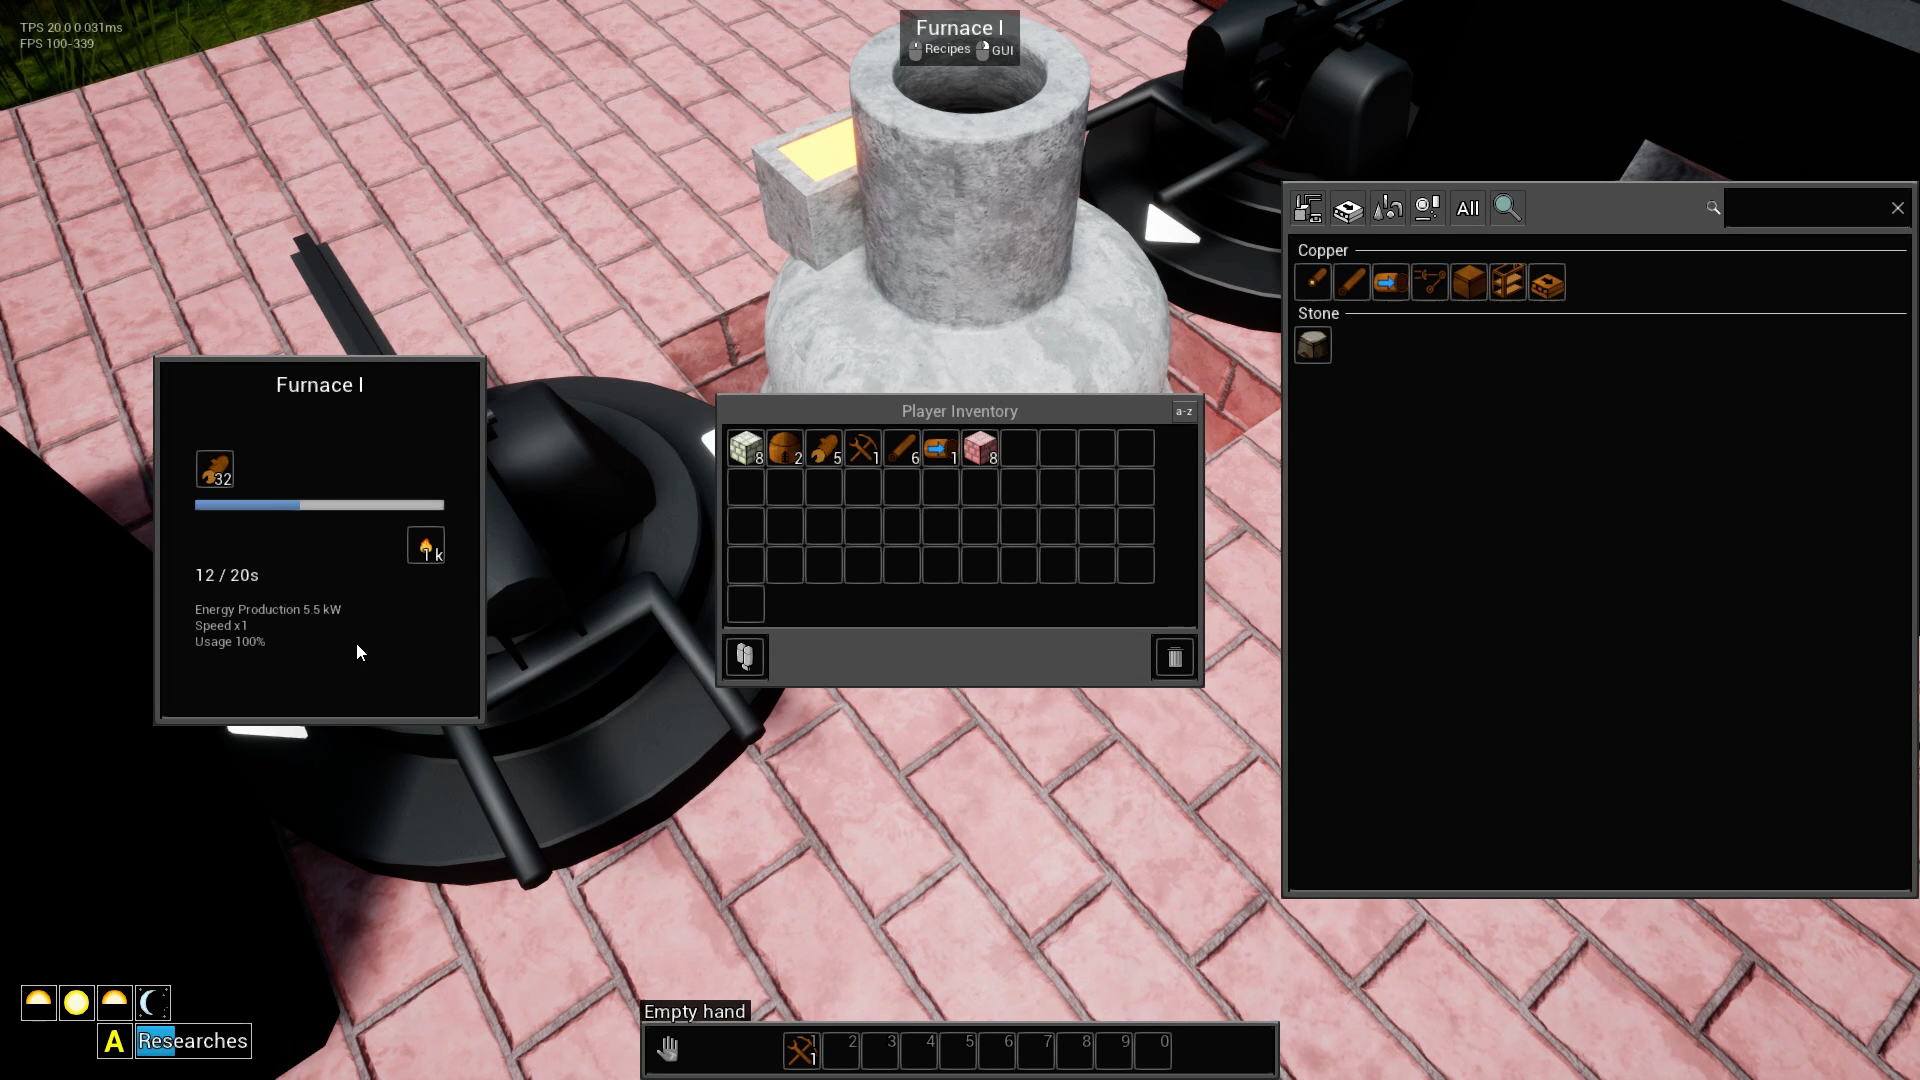 TPS 20.0 0.031ms
FPS 100-339
Furnace I
Recipes GUI
All
Copper
Stone
Furnace I
32
1 k
12 / 20s
Energy Production 5.5 kW
Speed x1
Usage 100%
Player Inventory
a-z
8 2 5 1 6 1 8
A Researches
Empty hand
1 1 2 3 4 5 6 7 8 9 0